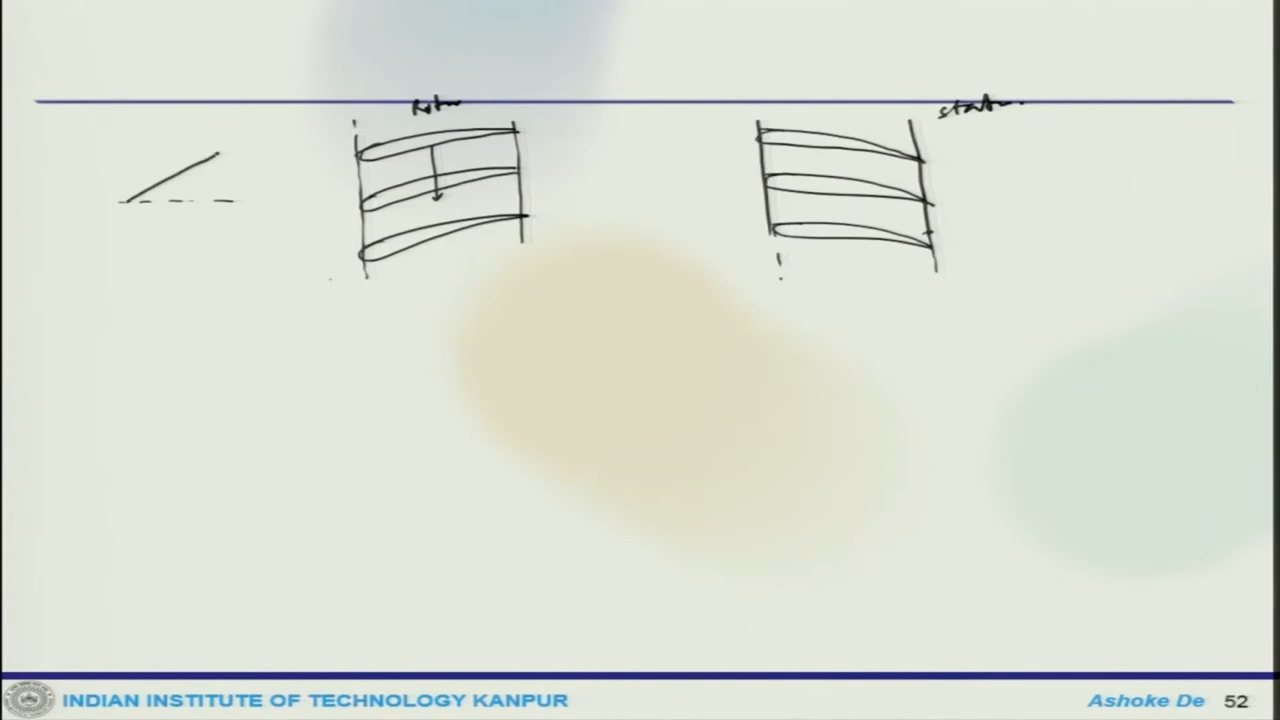 Rotor
stator
INDIAN INSTITUTE OF TECHNOLOGY KANPUR
Ashoke De 52